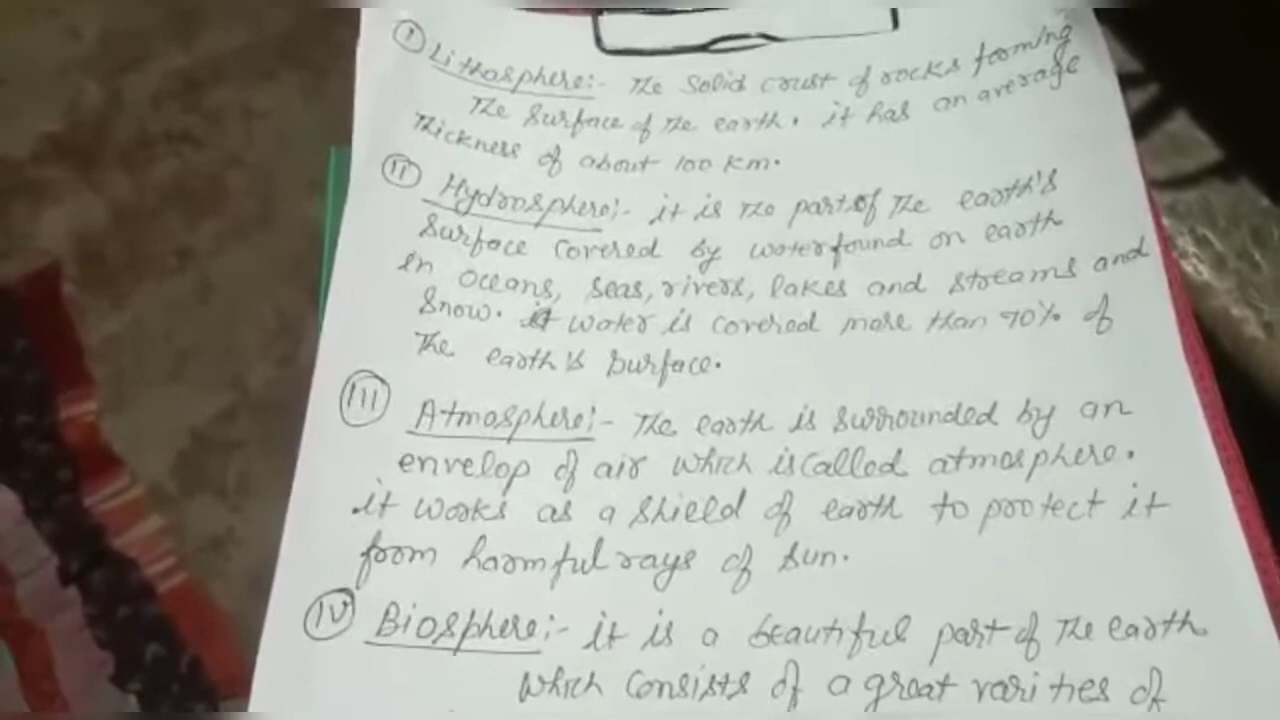 (I) Lithosphere:- The Solid crust of rocks forming
The Surface of The earth. it has an average
Thickness of about 100 km.
(II) Hydrosphere:- it is The part of The earth's
Surface covered by water found on earth
in oceans, seas, rivers, lakes and streams and
Snow. water is covered more than 70% of
The earth's Surface.
(III) Atmosphere:- The earth is surrounded by an
envelop of air which is called atmosphere.
it works as a shield of earth to protect it
from harmful rays of sun.
(IV) Biosphere:- it is a beautiful part of The earth
Which consists of a great varities of